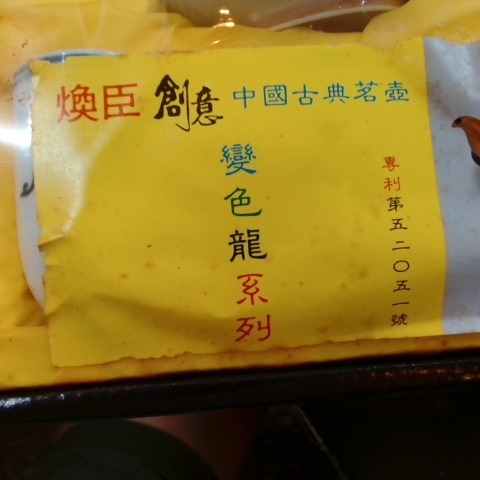 煥臣 創意 中國古典茗壺
變色龍系列
專利第五二〇五一號